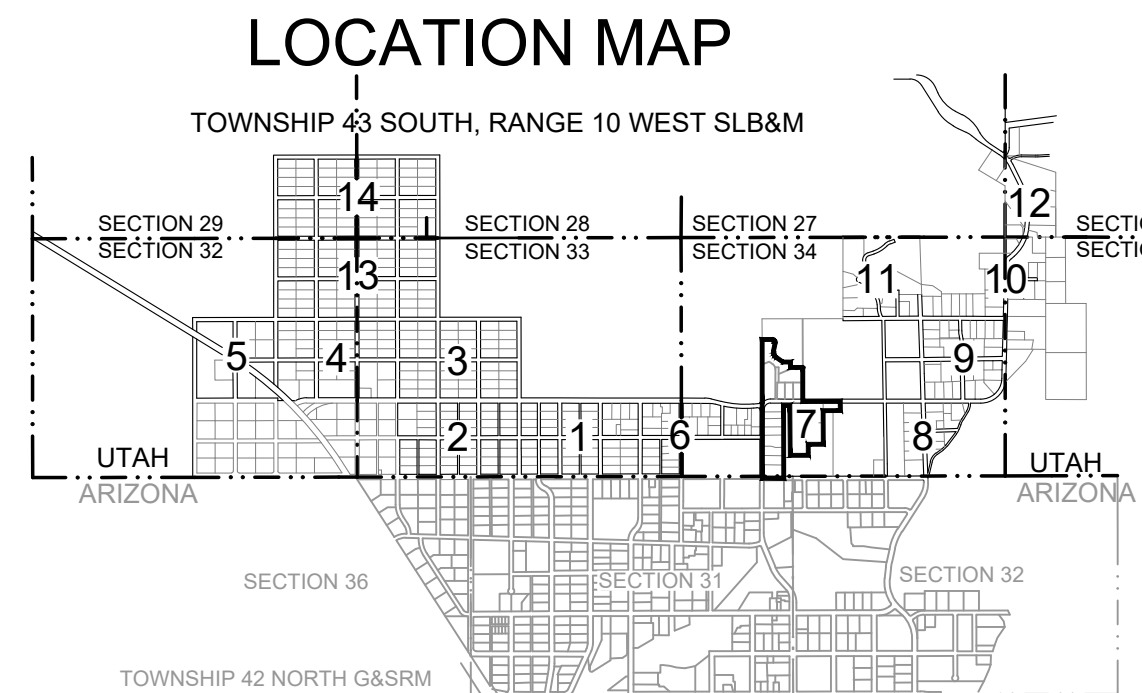 LOCATION MAP
TOWNSHIP 43 SOUTH, RANGE 10 WEST SLB&M
14
12
SECTION 29
SECTION 28
SECTION 27
SECTIO
SECTION 32
SECTION 33
SECTION 34
SECTIO
13
11
10
5
4
3
9
2
1
6
7
8
UTAH
UTAH
ARIZONA
ARIZONA
SECTION 36
SECTION 31
SECTION 32
TOWNSHIP 42 NORTH G&SRM